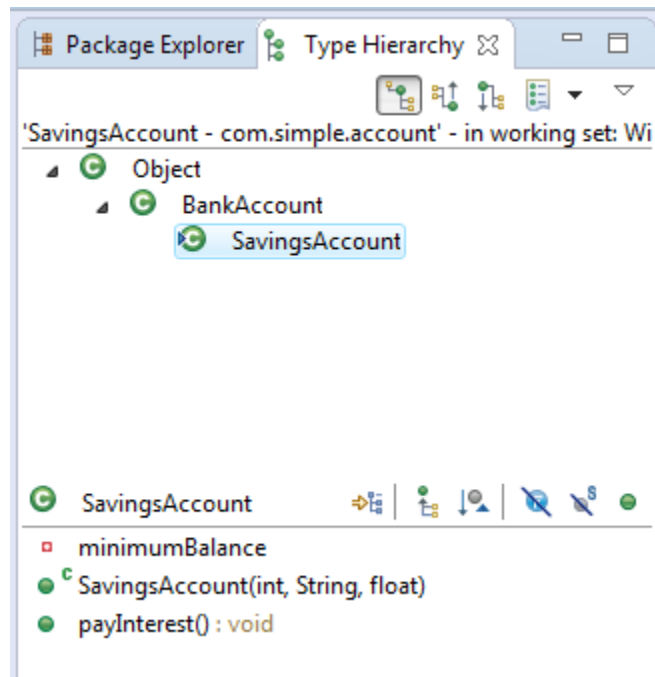 Package Explorer Type Hierarchy
'SavingsAccount - com.simple.account' - in working set: Wi
Object
BankAccount
SavingsAccount
SavingsAccount
minimumBalance
C SavingsAccount(int, String, float)
payInterest() : void